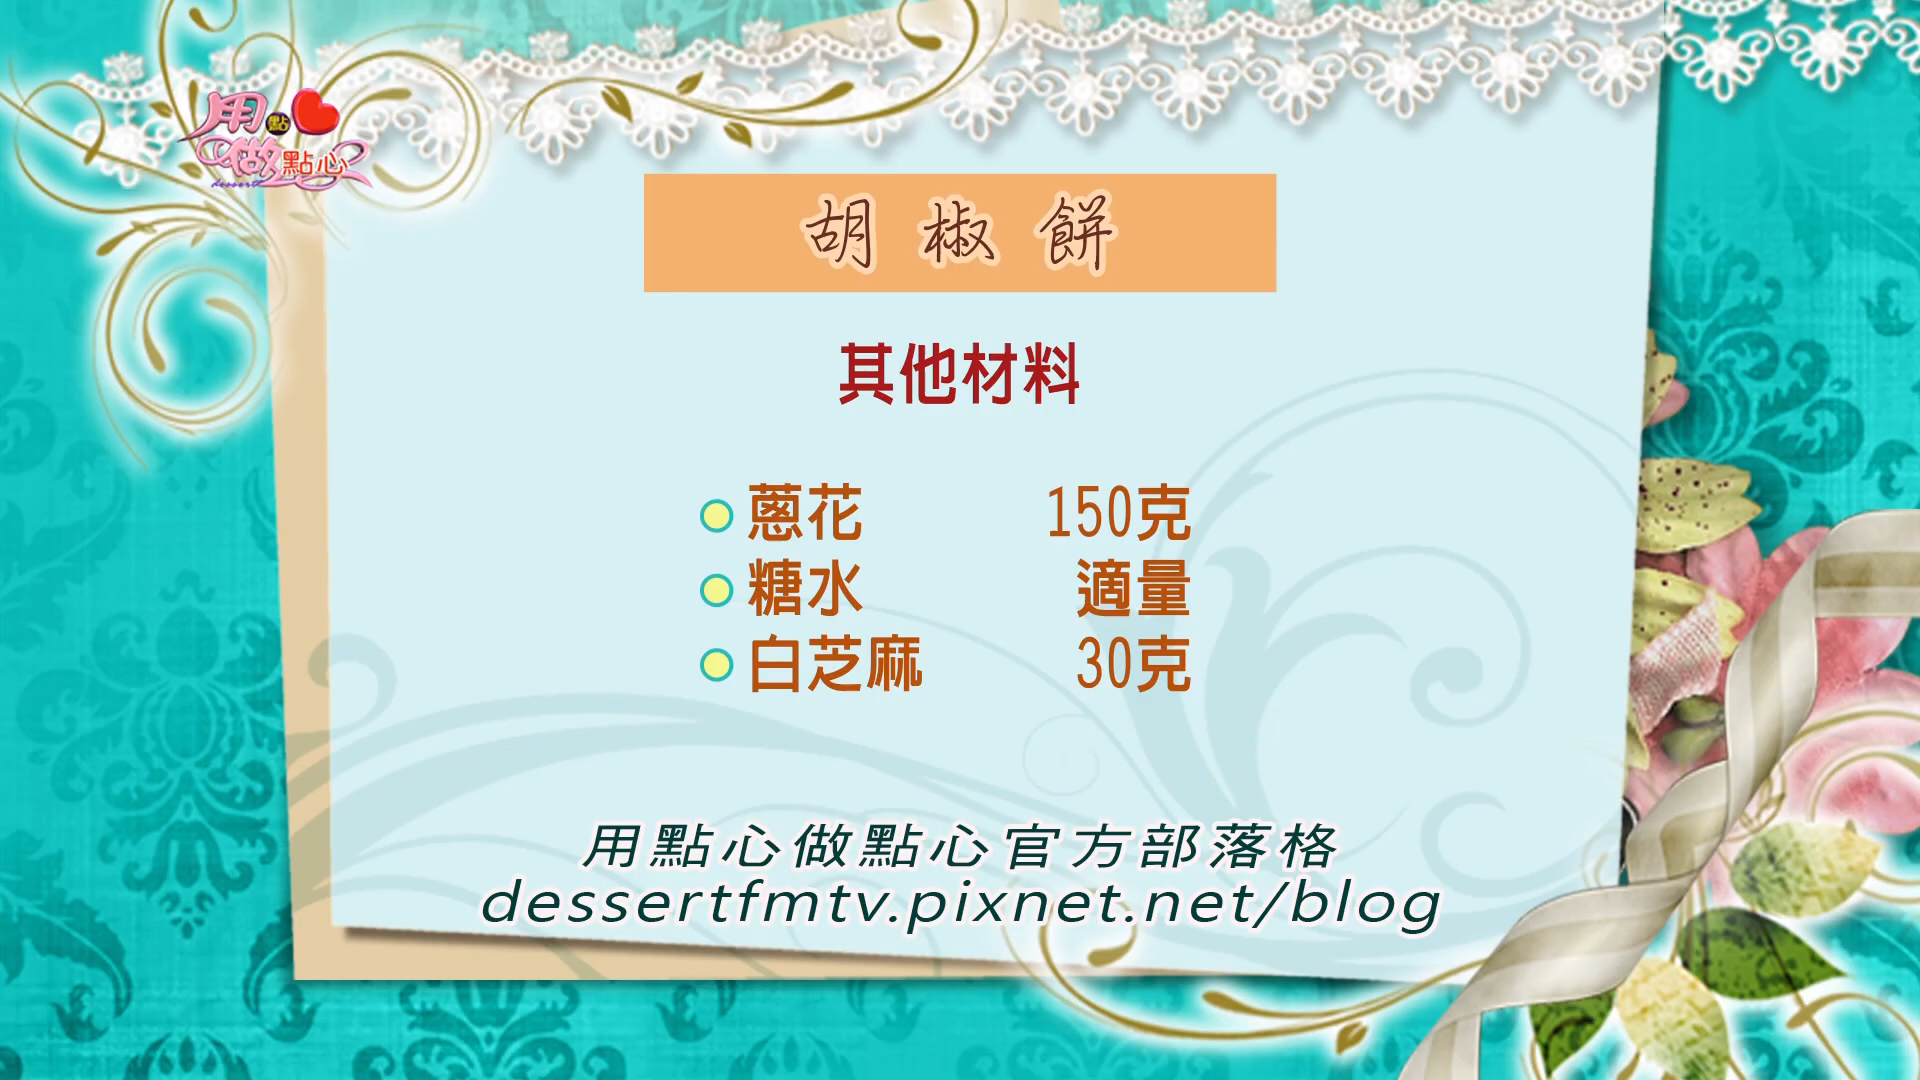 用點心
做點心
dessert
胡椒餅
其他材料
蔥花 150克
糖水 適量
白芝麻 30克
用點心做點心官方部落格
dessertfmtv.pixnet.net/blog